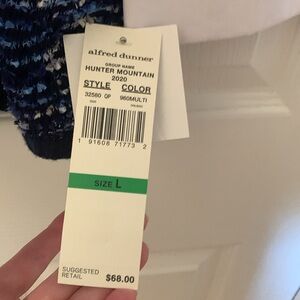 alfred dunner
GROUP NAME
HUNTER MOUNTAIN
2020
STYLE COLOR
32560 QP 960MULTI
1 91608 71773 2
SIZE L
SUGGESTED
RETAIL $68.00